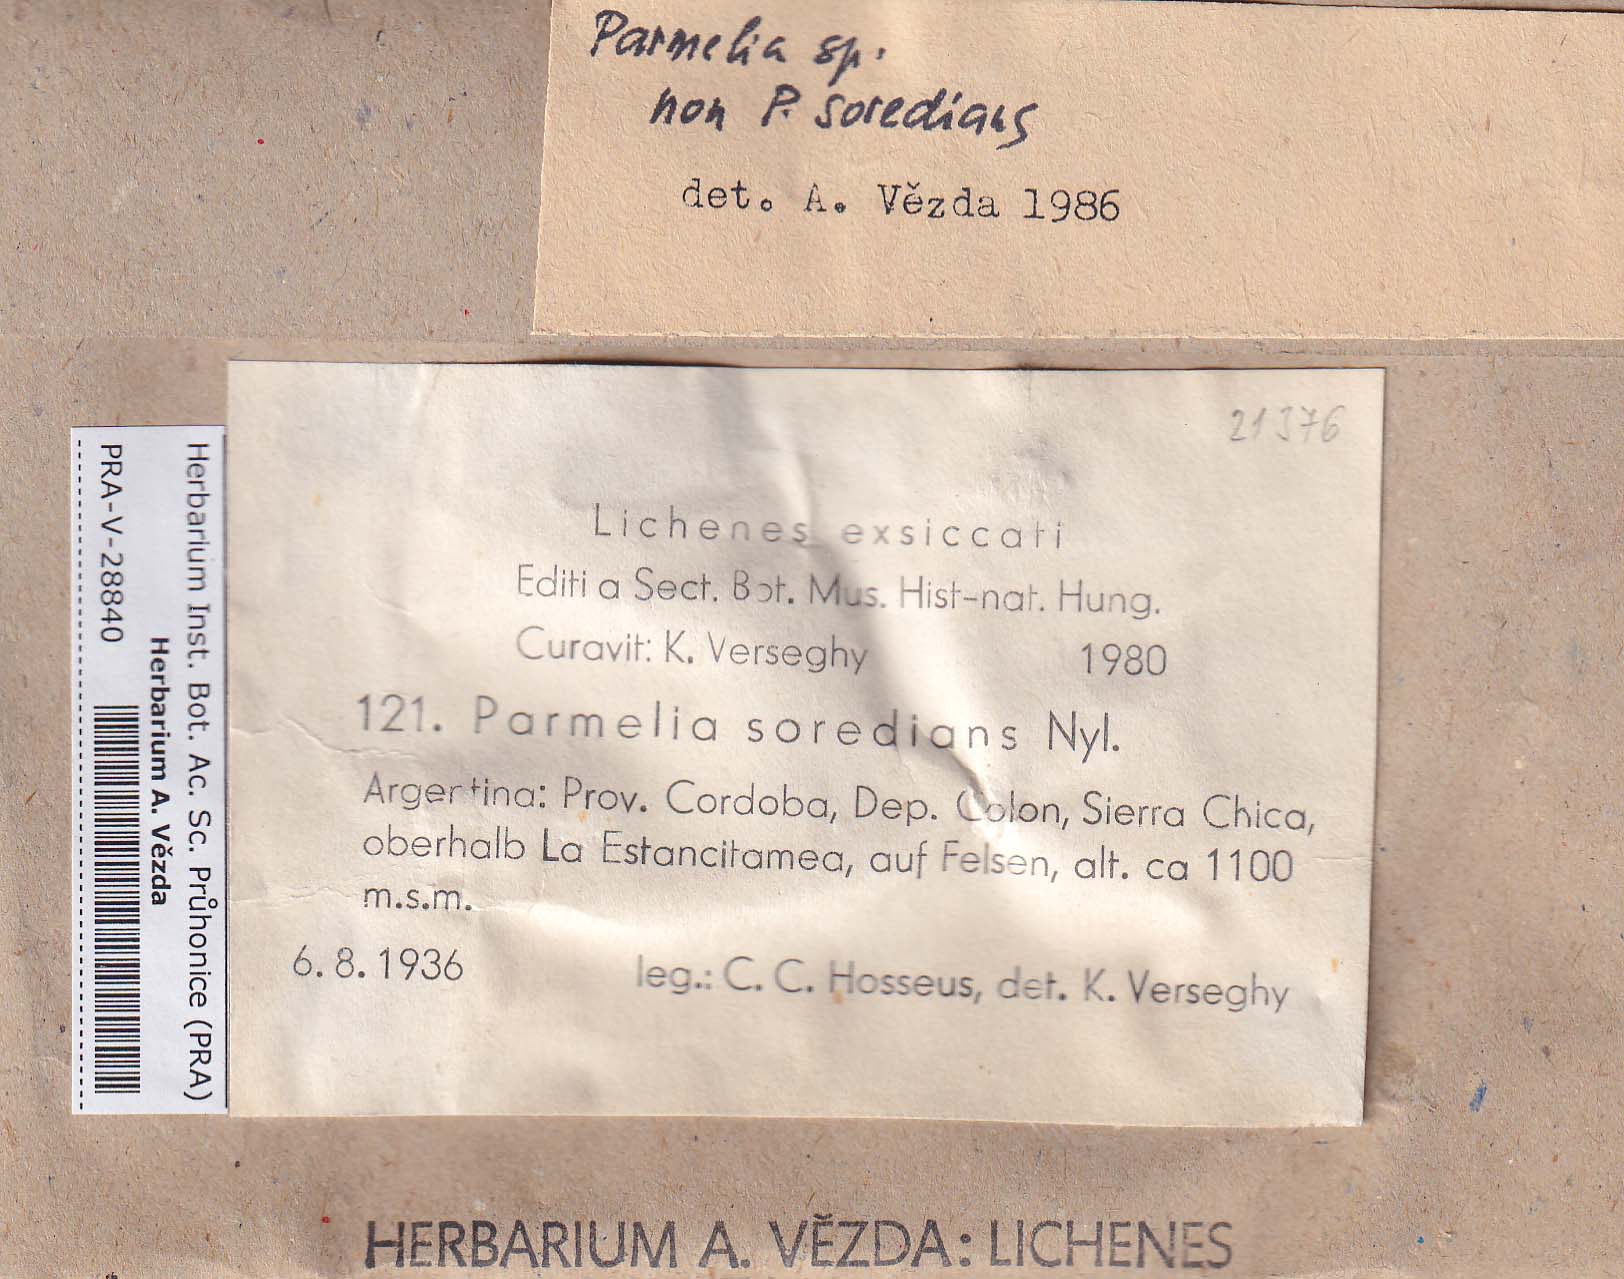 Parmelia sp.
non P. soredians
det. A. Vězda 1986
21376
Lichenes exsiccati
Editi a Sect. Bot. Mus. Hist-nat. Hung.
Curavit: K. Verseghy 1980
121. Parmelia soredians Nyl.
Argentina: Prov. Cordoba, Dep. Colon, Sierra Chica,
oberhalb La Estancitamea, auf Felsen, alt. ca 1100
m.s.m.
6. 8. 1936 leg.: C. C. Hosseus, det. K. Verseghy
Herbarium Inst. Bot. Ac. Sc. Průhonice (PRA)
Herbarium A. Vězda
PRA-V-28840
HERBARIUM A. VĚZDA: LICHENES